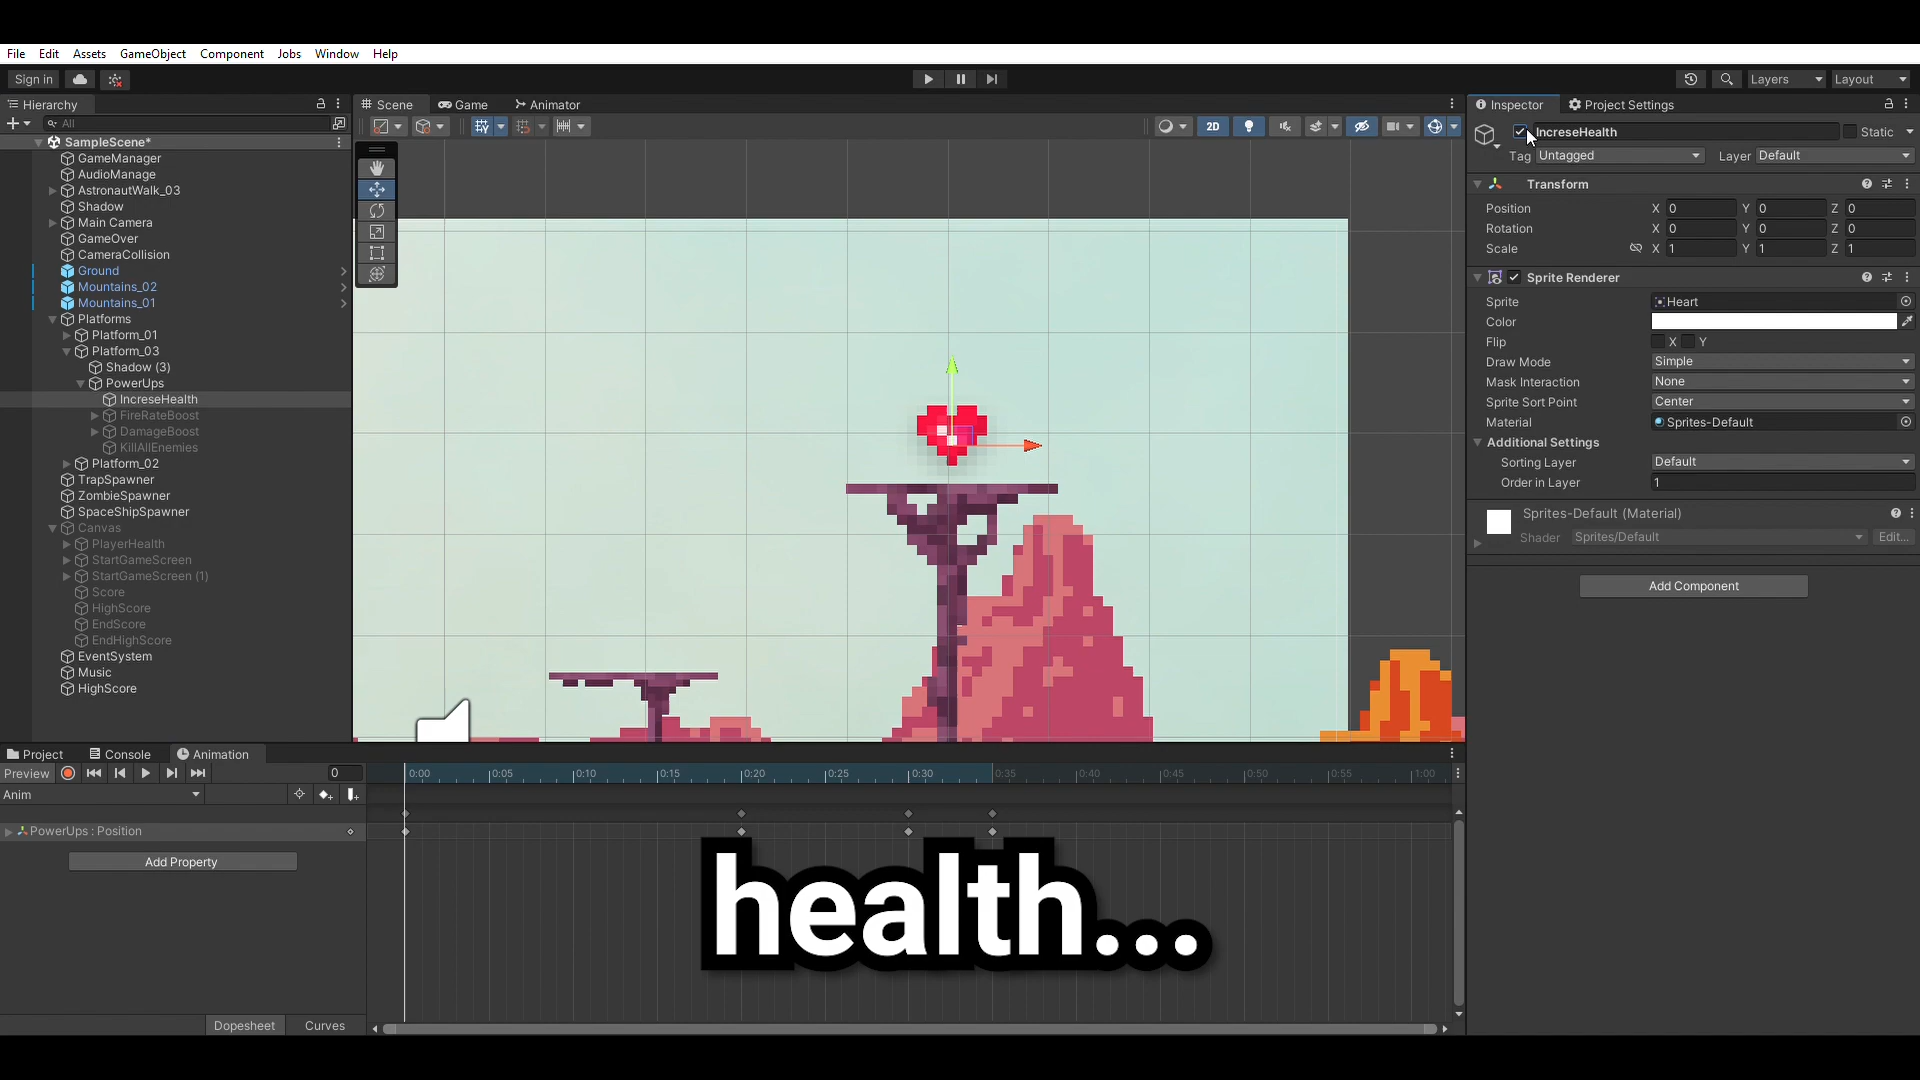 File Edit Assets GameObject Component Jobs Window Help
Sign in Layers Layout
Hierarchy
All
SampleScene*
GameManager
AudioManage
AstronautWalk_03
Shadow
Main Camera
GameOver
CameraCollision
Ground
Mountains_02
Mountains_01
Platforms
Platform_01
Platform_03
Shadow (3)
PowerUps
IncreseHealth
FireRateBoost
DamageBoost
KillAllEnemies
Platform_02
TrapSpawner
ZombieSpawner
SpaceShipSpawner
Canvas
PlayerHealth
StartGameScreen
StartGameScreen (1)
Score
HighScore
EndScore
EndHighScore
EventSystem
Music
HighScore
Scene Game Animator
2D
Inspector Project Settings
IncreseHealth Static
Tag Untagged Layer Default
Transform
Position X 0 Y 0 Z 0
Rotation X 0 Y 0 Z 0
Scale X 1 Y 1 Z 1
Sprite Renderer
Sprite Heart
Color
Flip X Y
Draw Mode Simple
Mask Interaction None
Sprite Sort Point Center
Material Sprites-Default
Additional Settings
Sorting Layer Default
Order in Layer 1
Sprites-Default (Material)
Shader Sprites/Default Edit...
Add Component
Project Console Animation
Preview 0
0:00 0:05 0:10 0:15 0:20 0:25 0:30 0:35 0:40 0:45 0:50 0:55 1:00
Anim
PowerUps : Position
Add Property
health...
Dopesheet Curves